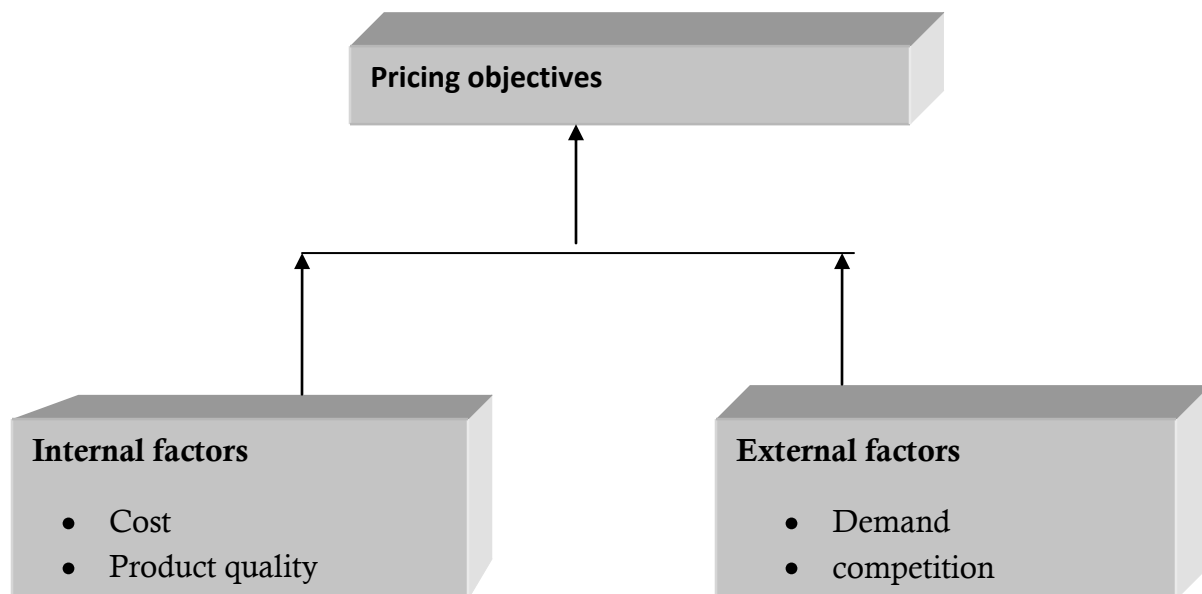 Pricing objectives
Internal factors
• Cost
• Product quality
External factors
• Demand
• competition